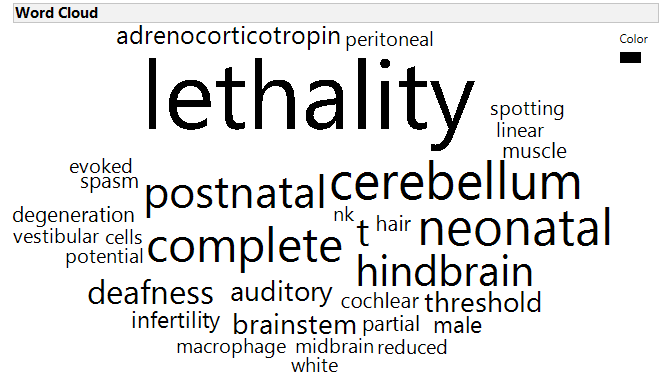 Word Cloud
adrenocorticotropin peritoneal
Color
lethality
spotting
linear
muscle
evoked
spasm
postnatal cerebellum
degeneration
nk
t hair neonatal
vestibular cells
complete
potential
hindbrain
deafness auditory
cochlear threshold
infertility brainstem partial male
macrophage midbrain reduced
white